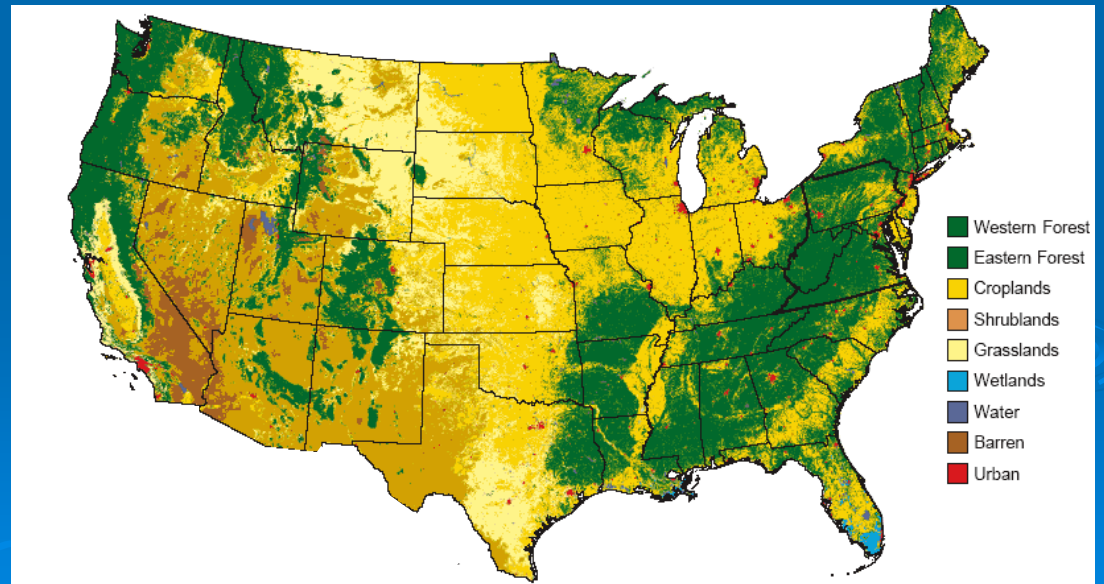 Western Forest
Eastern Forest
Croplands
Shrublands
Grasslands
Wetlands
Water
Barren
Urban